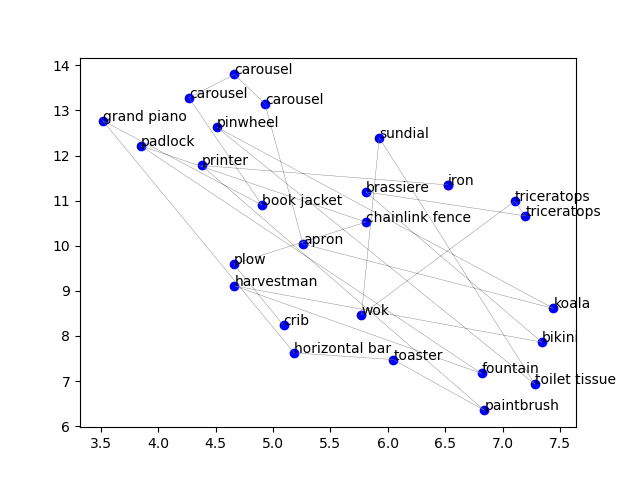 14
carousel
carousel
carousel
13
grand piano
pinwheel
sundial
padlock
12
printer
iron
brassiere
triceratops
11
book jacket
triceratops
chainlink fence
10
apron
plow
harvestman
9
koala
wok
crib
8
bikini
horizontal bar
toaster
fountain
7
toilet tissue
paintbrush
6
3.5 4.0 4.5 5.0 5.5 6.0 6.5 7.0 7.5